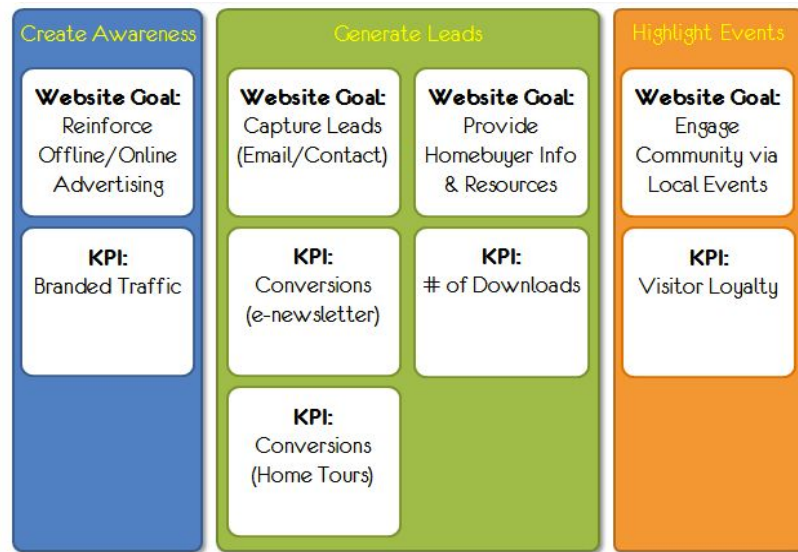 Create Awareness
Website Goal:
Reinforce
Offline/Online
Advertising
KPI:
Branded Traffic
Generate Leads
Website Goal:
Capture Leads
(Email/Contact)
KPI:
Conversions
(e-newsletter)
KPI:
Conversions
(Home Tours)
Website Goal:
Provide
Homebuyer Info
& Resources
KPI:
# of Downloads
Highlight Events
Website Goal:
Engage
Community via
Local Events
KPI:
Visitor Loyalty